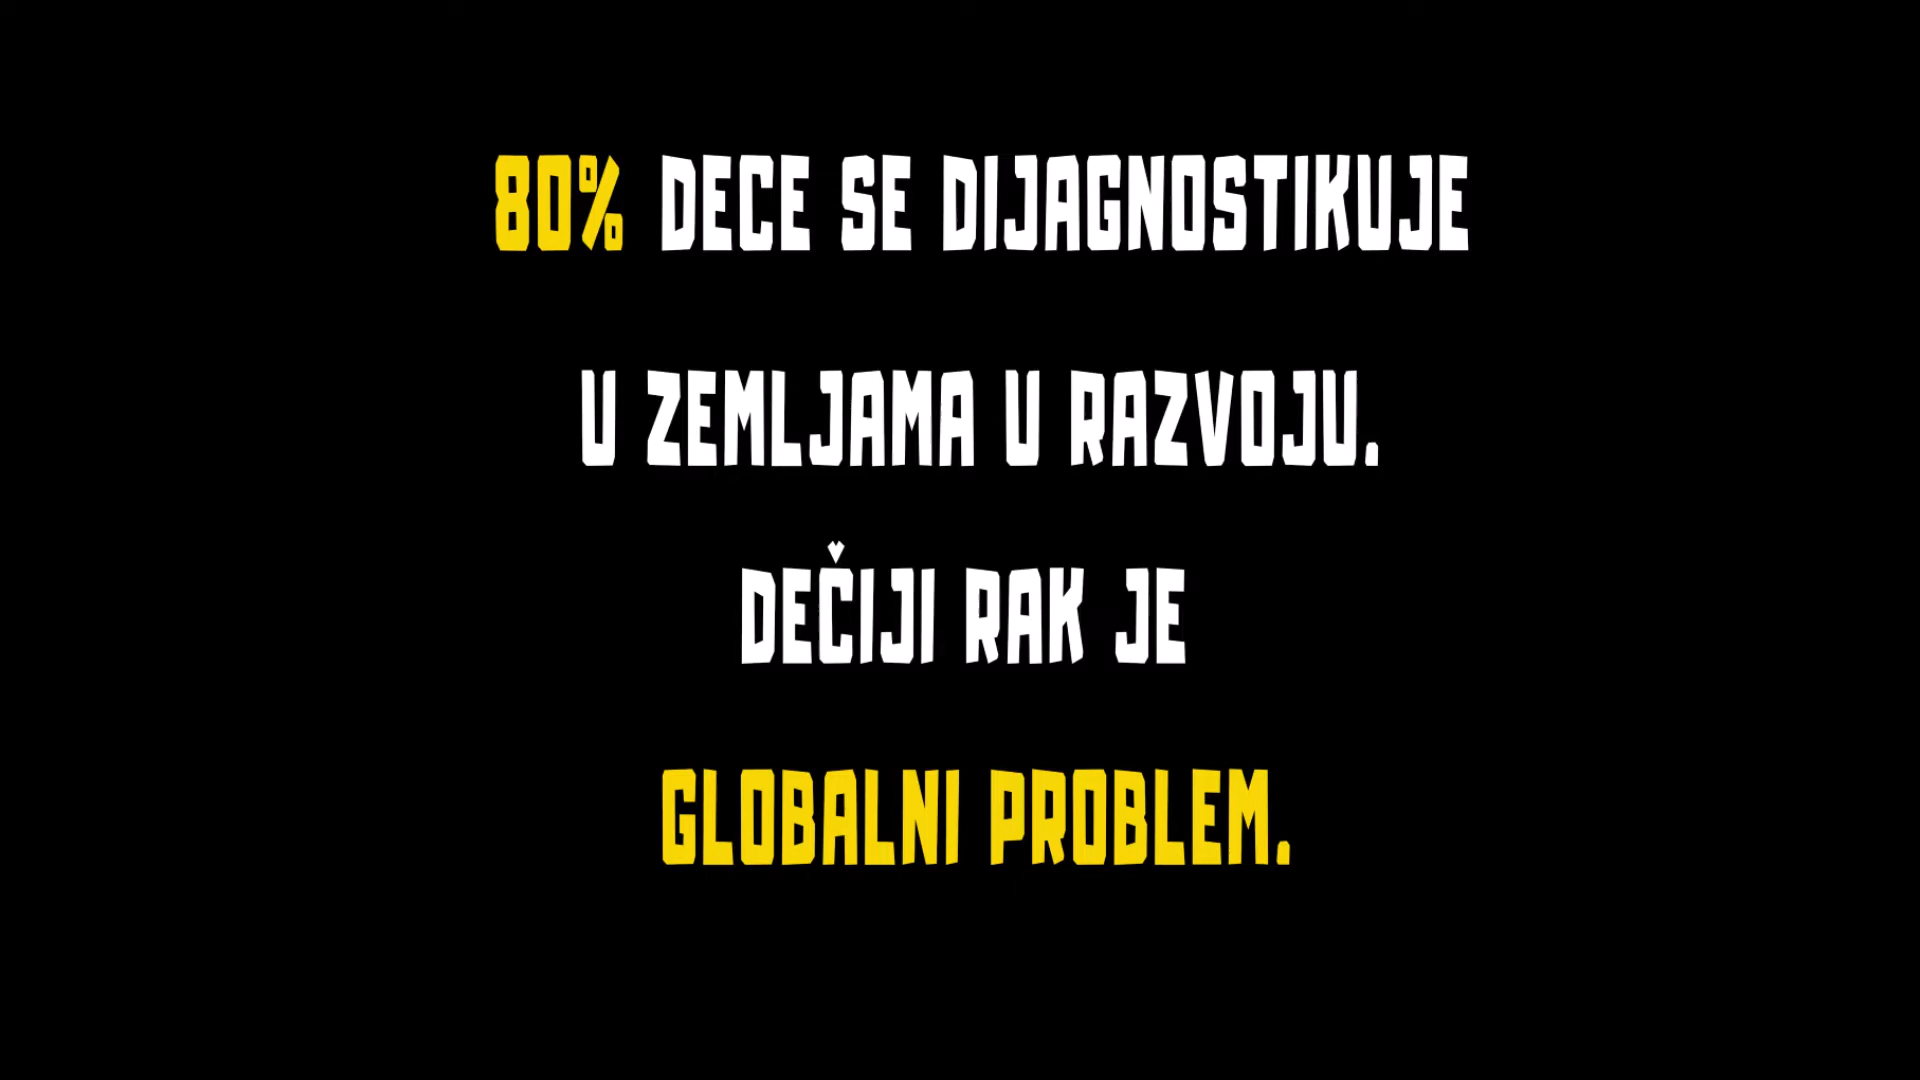 80% DECE SE DIJAGNOSTIKUJE
U ZEMLJAMA U RAZVOJU.
DEČIJI RAK JE
GLOBALNI PROBLEM.